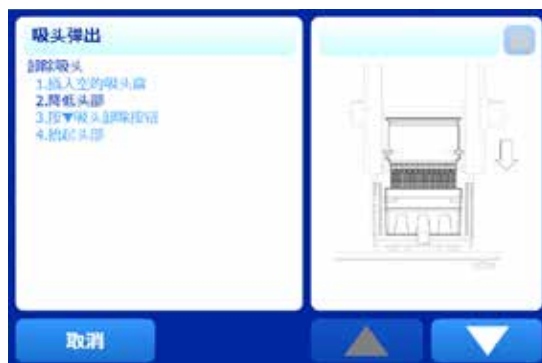 吸头弹出
卸除吸头
1.插入空的吸头盒
2.降低头部
3.按▼吸头卸除按钮
4.抬起头部
取消